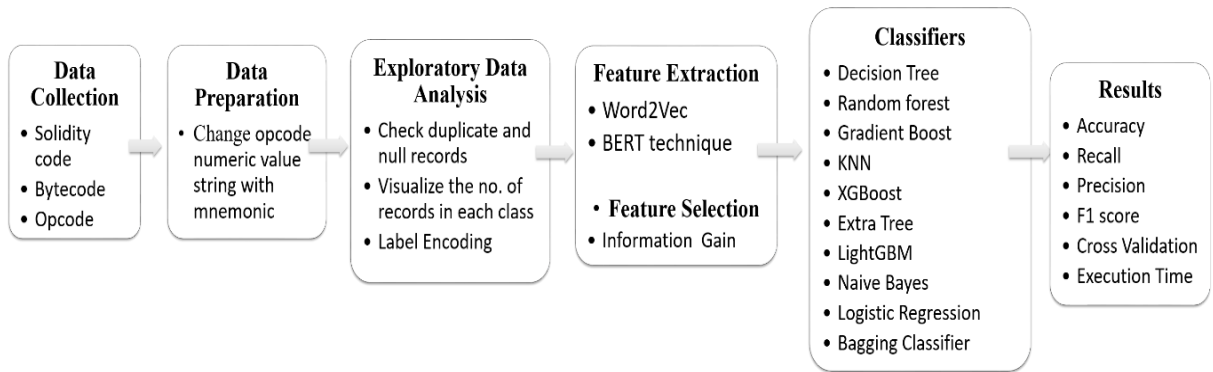 Data
Collection
• Solidity
code
• Bytecode
• Opcode
Data
Preparation
• Change opcode
numeric value
string with
mnemonic
Exploratory Data
Analysis
• Check duplicate and
null records
• Visualize the no. of
records in each class
• Label Encoding
Feature Extraction
• Word2Vec
• BERT technique
• Feature Selection
• Information Gain
Classifiers
• Decision Tree
• Random forest
• Gradient Boost
• KNN
• XGBoost
• Extra Tree
• LightGBM
• Naive Bayes
• Logistic Regression
• Bagging Classifier
Results
• Accuracy
• Recall
• Precision
• F1 score
• Cross Validation
• Execution Time